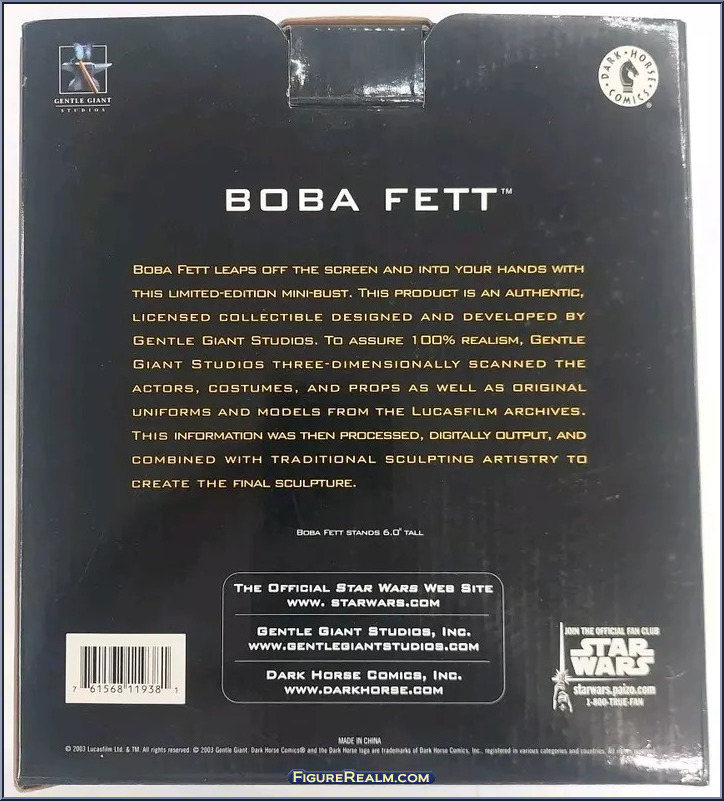 GENTLE GIANT
STUDIOS
DARK HORSE
COMICS
®
BOBA FETT™
BOBA FETT LEAPS OFF THE SCREEN AND INTO YOUR HANDS WITH
THIS LIMITED-EDITION MINI-BUST. THIS PRODUCT IS AN AUTHENTIC,
LICENSED COLLECTIBLE DESIGNED AND DEVELOPED BY
GENTLE GIANT STUDIOS. TO ASSURE 100% REALISM, GENTLE
GIANT STUDIOS THREE-DIMENSIONALLY SCANNED THE
ACTORS, COSTUMES, AND PROPS AS WELL AS ORIGINAL
UNIFORMS AND MODELS FROM THE LUCASFILM ARCHIVES.
THIS INFORMATION WAS THEN PROCESSED, DIGITALLY OUTPUT, AND
COMBINED WITH TRADITIONAL SCULPTING ARTISTRY TO
CREATE THE FINAL SCULPTURE.
BOBA FETT STANDS 6.0" TALL
THE OFFICIAL STAR WARS WEB SITE
WWW. STARWARS.COM
GENTLE GIANT STUDIOS, INC.
WWW.GENTLEGIANTSTUDIOS.COM
DARK HORSE COMICS, INC.
WWW.DARKHORSE.COM
7 61568 11938 1
JOIN THE OFFICIAL FAN CLUB
STAR
WARS
starwars.paizo.com
1-800-TRUE-FAN
MADE IN CHINA
© 2003 Lucasfilm Ltd. & TM. All rights reserved. © 2003 Gentle Giant. Dark Horse Comics® and the Dark Horse logo are trademarks of Dark Horse Comics, Inc., registered in various categories and countries. All rights reserved.
FIGUREREALM.COM